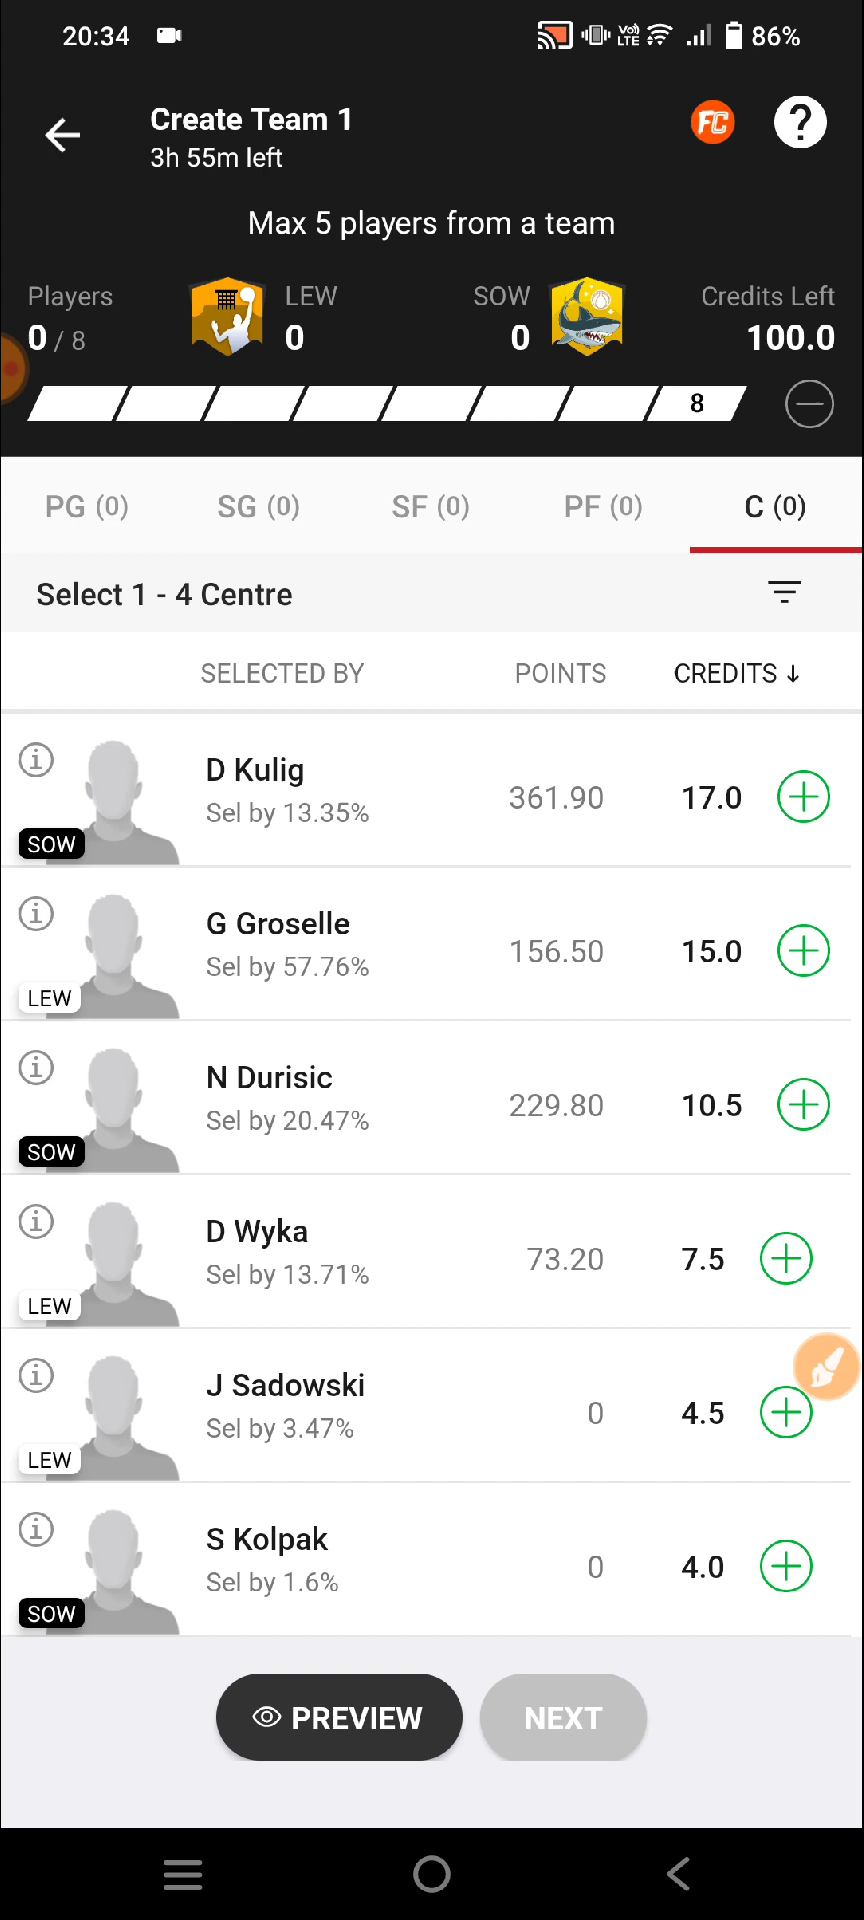 20:34
Vo) LTE
86%
Create Team 1
FC
?
3h 55m left
Max 5 players from a team
Players
LEW
SOW
Credits Left
0 / 8
0
0
100.0
8
PG (0)
SG (0)
SF (0)
PF (0)
C (0)
Select 1 - 4 Centre
SELECTED BY
POINTS
CREDITS ↓
D Kulig
Sel by 13.35%
361.90
17.0
SOW
G Groselle
Sel by 57.76%
156.50
15.0
LEW
N Durisic
Sel by 20.47%
229.80
10.5
SOW
D Wyka
Sel by 13.71%
73.20
7.5
LEW
J Sadowski
Sel by 3.47%
0
4.5
LEW
S Kolpak
Sel by 1.6%
0
4.0
SOW
PREVIEW
NEXT